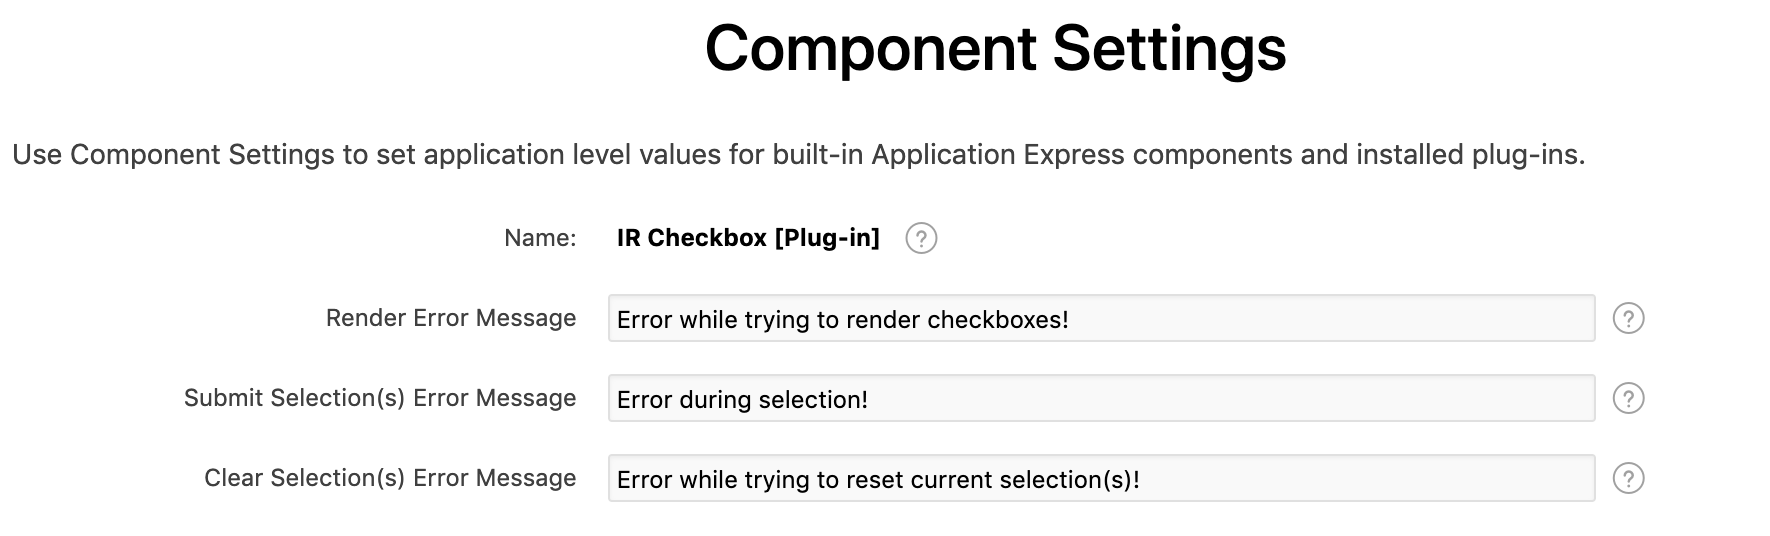 Component Settings
Use Component Settings to set application level values for built-in Application Express components and installed plug-ins.
Name: IR Checkbox [Plug-in] ?
Render Error Message Error while trying to render checkboxes! ?
Submit Selection(s) Error Message Error during selection! ?
Clear Selection(s) Error Message Error while trying to reset current selection(s)! ?